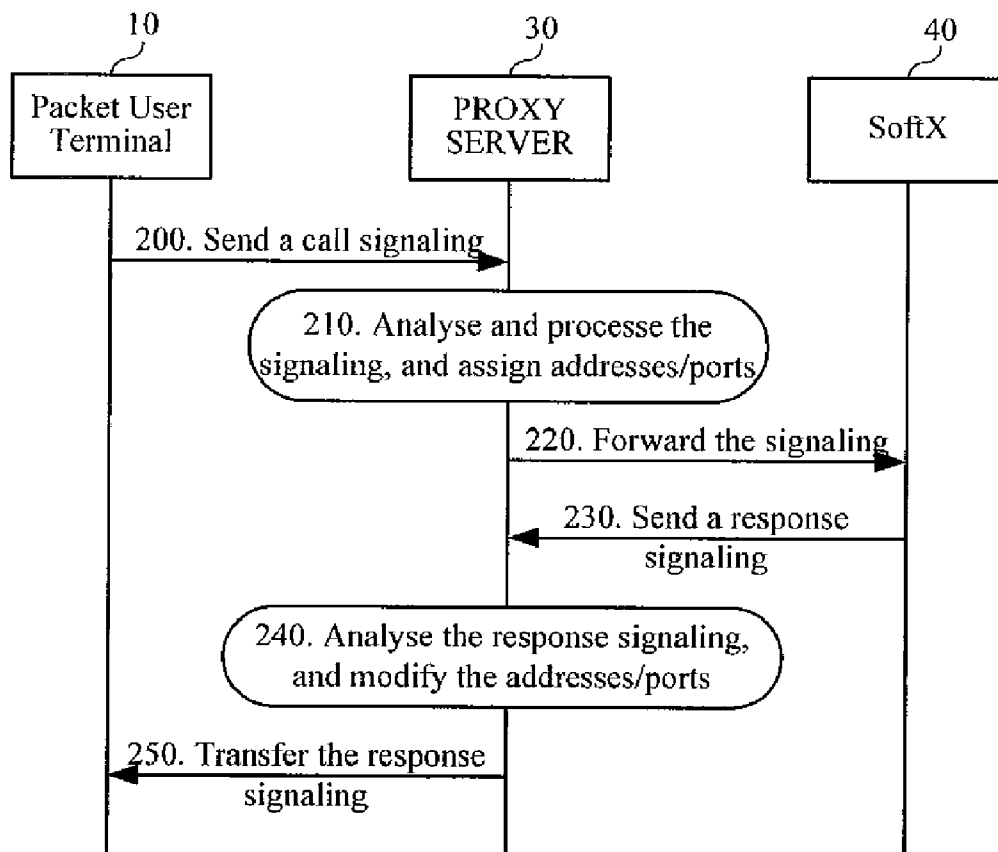 10
30
40
Packet User
Terminal
PROXY
SERVER
SoftX
200. Send a call signaling
210. Analyse and processe the
signaling, and assign addresses/ports
220. Forward the signaling
230. Send a response
signaling
240. Analyse the response signaling,
and modify the addresses/ports
250. Transfer the response
signaling